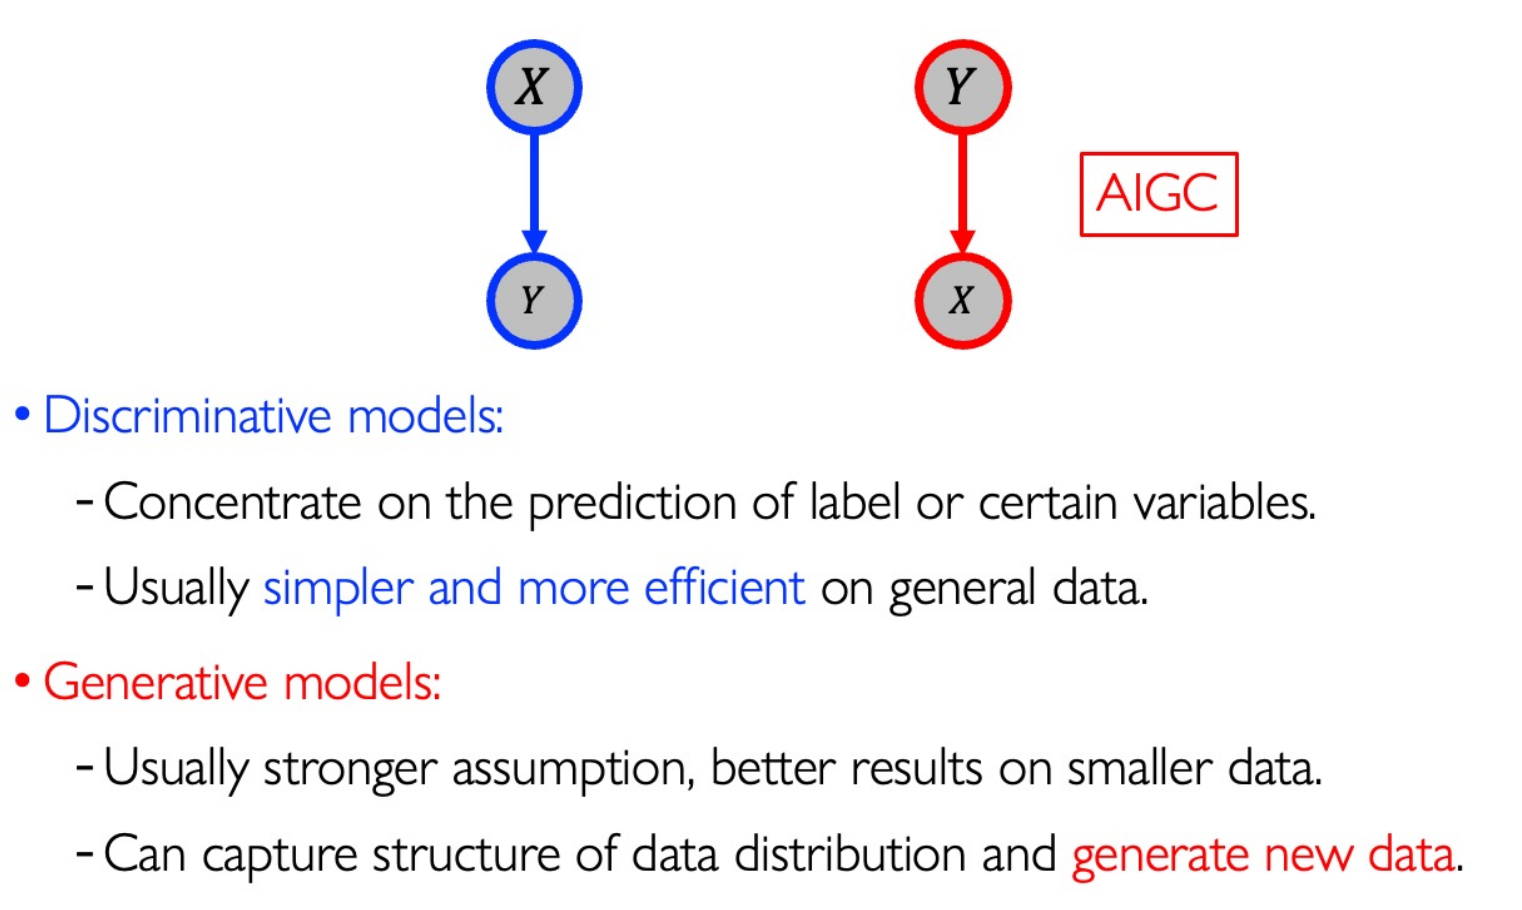 X
Y
Y
X
AIGC
• Discriminative models:
- Concentrate on the prediction of label or certain variables.
- Usually simpler and more efficient on general data.
• Generative models:
- Usually stronger assumption, better results on smaller data.
- Can capture structure of data distribution and generate new data.